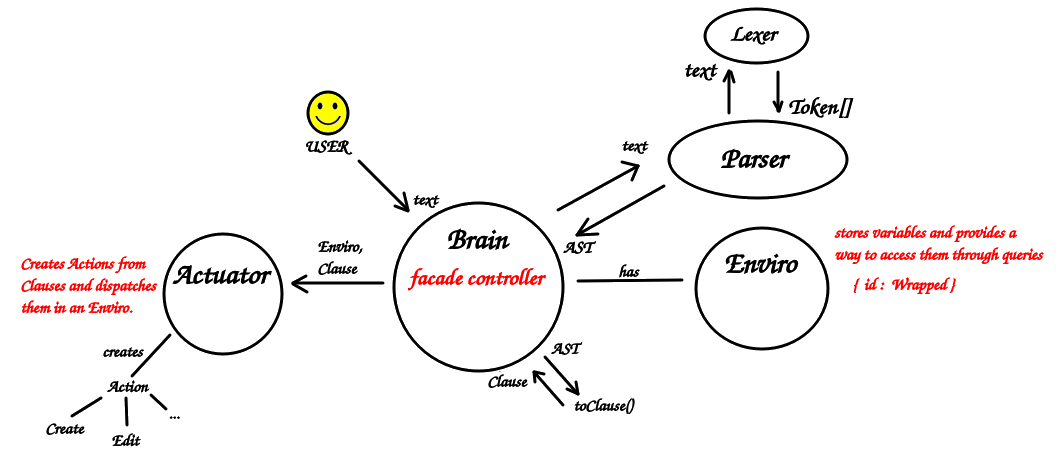 Lexer
text
Token[]
USER
text
Parser
text
Brain
facade controller
AST
Enviro
stores variables and provides a
way to access them through queries
{ id : Wrapped }
Enviro,
Clause
has
Actuator
Creates Actions from
Clauses and dispatches
them in an Enviro.
creates
Action
Create
Edit
...
AST
Clause
toClause()